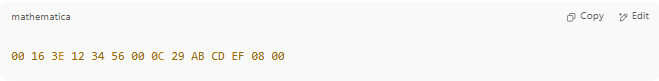 mathematica Copy Edit
00 16 3E 12 34 56 00 0C 29 AB CD EF 08 00